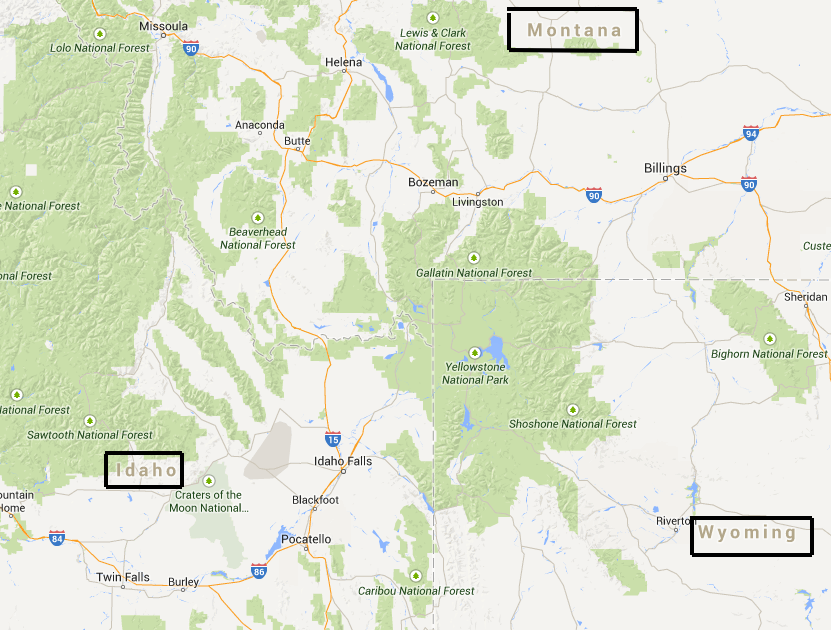 Missoula
Lolo National Forest
90
Lewis & Clark
National Forest
Montana
Helena
Anaconda
Butte
94
Billings
90
Bozeman
Livingston
90
e National Forest
Beaverhead
National Forest
Custe
Gallatin National Forest
onal Forest
Sheridan
Bighorn National Forest
Yellowstone
National Park
ational Forest
Sawtooth National Forest
Shoshone National Forest
15
Idaho Falls
Idaho
Craters of the
Moon National...
ountain
Home
Blackfoot
Riverton
Wyoming
84
Pocatello
86
Twin Falls
Burley
Caribou National Forest